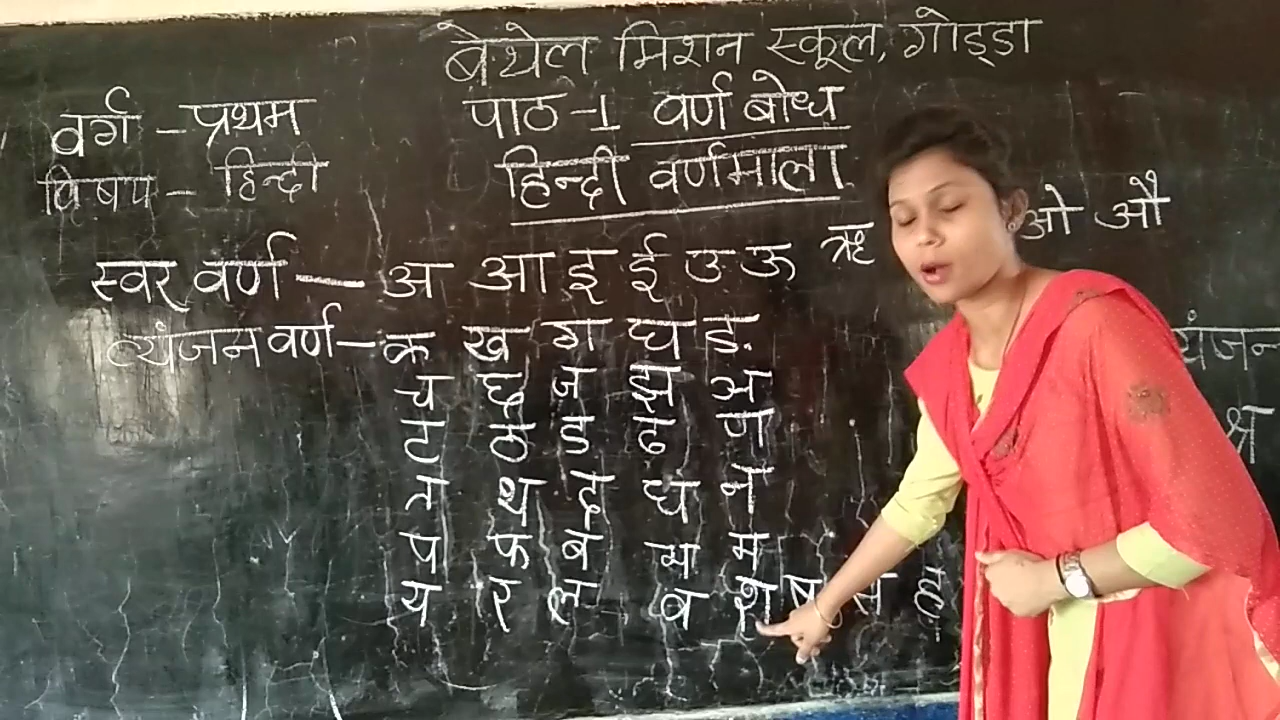 बेथेल मिशन स्कूल, गोड्डा
वर्ग - प्रथम
पाठ-1 वर्ण बोध
विषय - हिन्दी
हिन्दी वर्णमाला
स्वर वर्ण — अ आ इ ई उ ऊ ऋ ओ औ
व्यंजन वर्ण — क ख ग घ ङ
च छ ज झ ञ
ट ठ ड ढ ण
त थ द ध न
प फ ब भ म
य र ल व श ष स ह